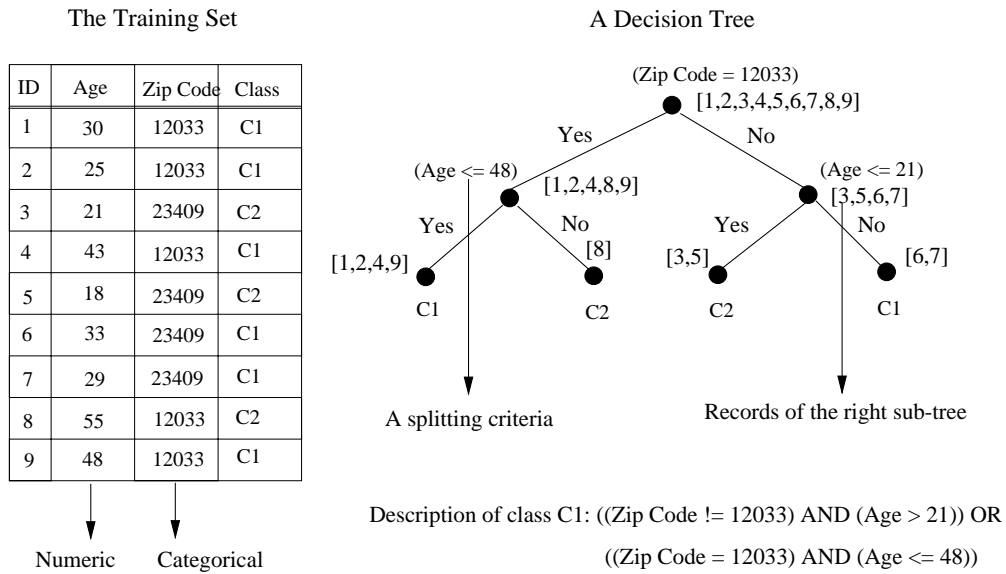 The Training Set
ID Age Zip Code Class
1 30 12033 C1
2 25 12033 C1
3 21 23409 C2
4 43 12033 C1
5 18 23409 C2
6 33 23409 C1
7 29 23409 C1
8 55 12033 C2
9 48 12033 C1
Numeric Categorical
A Decision Tree
(Zip Code = 12033)
[1,2,3,4,5,6,7,8,9]
Yes No
(Age <= 48) [1,2,4,8,9]
(Age <= 21)
[3,5,6,7]
Yes No Yes No
[1,2,4,9] [8] [3,5] [6,7]
C1 C2 C2 C1
A splitting criteria
Records of the right sub-tree
Description of class C1: ((Zip Code != 12033) AND (Age > 21)) OR
((Zip Code = 12033) AND (Age <= 48))